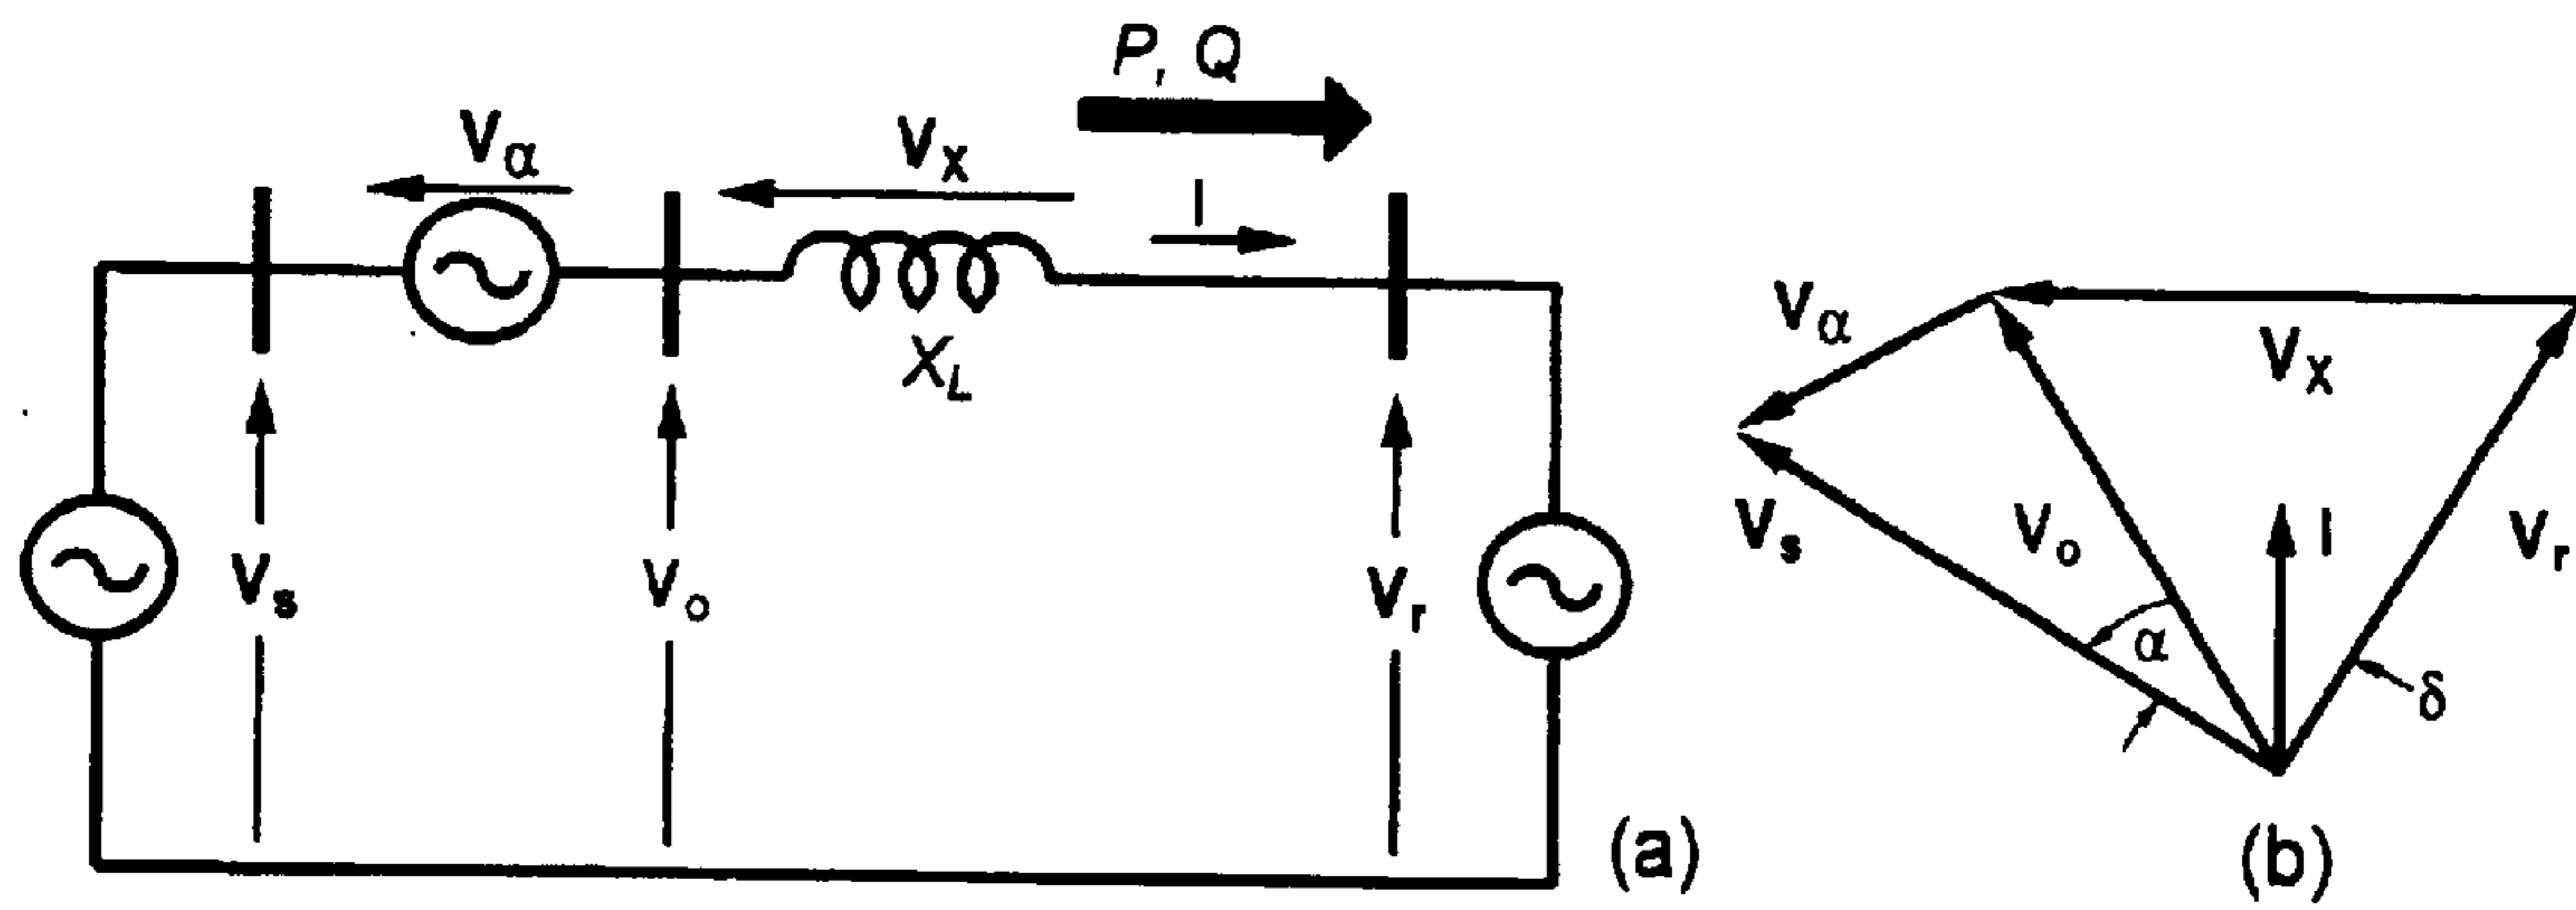 P, Q
Vα
Vx
I
XL
Vs
Vo
Vr
(a)
Vα
Vx
Vs
Vo
I
Vr
α
δ
(b)